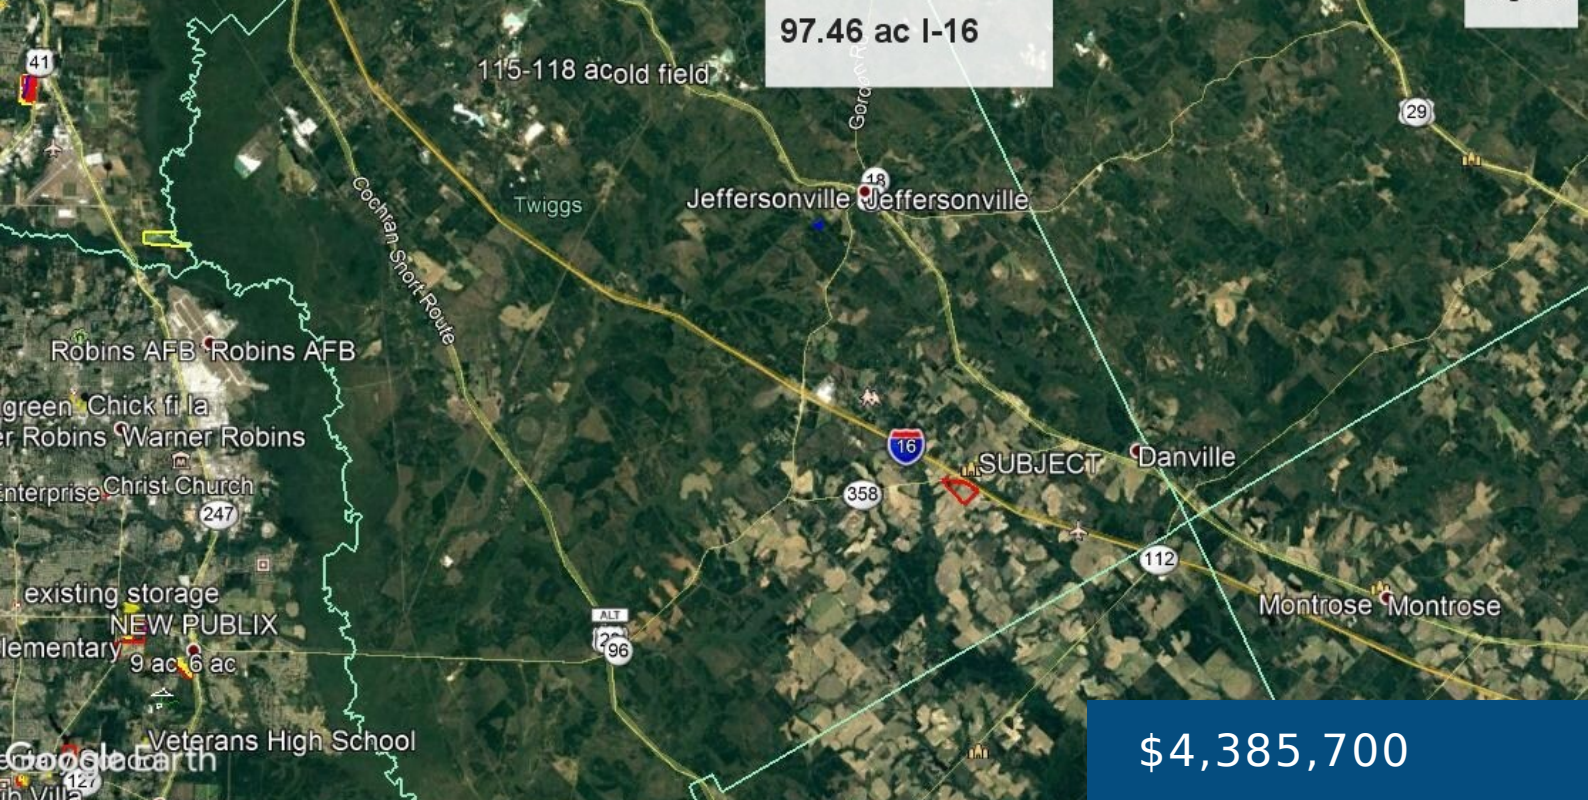 97.46 ac I-16
41
115-118 ac
old field
Gordon R
29
18
Jeffersonville
Jeffersonville
Twiggs
Cochran Short Route
Robins AFB
Robins AFB
green
Chick fi la
er Robins
Warner Robins
16
SUBJECT
Danville
Enterprise
Christ Church
358
247
112
existing storage
ALT
Montrose
Montrose
NEW PUBLIX
lementary
96
9 ac
6 ac
$4,385,700
Veterans High School
Google Earth
127